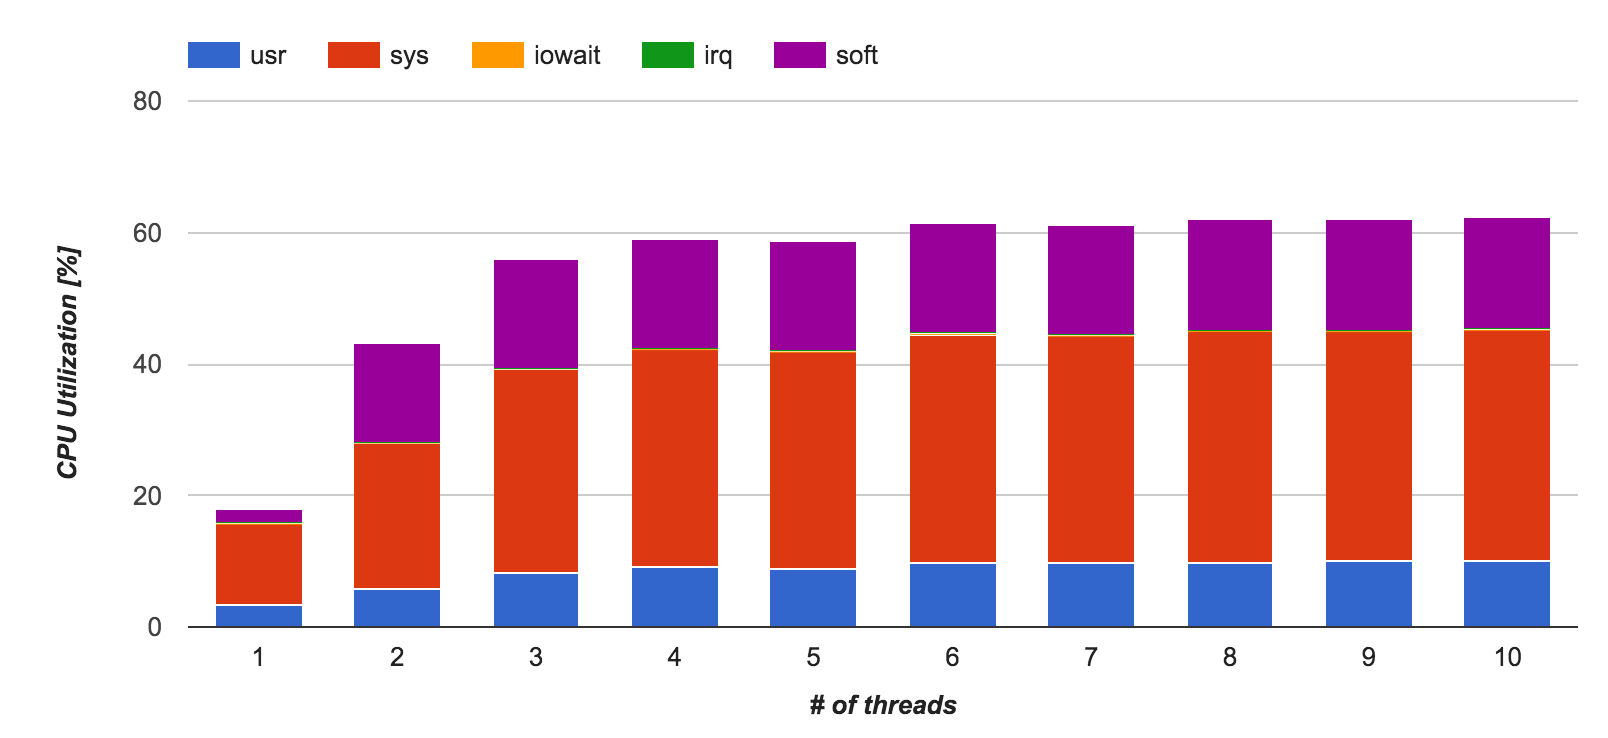 usr sys iowait irq soft
80
60
40
20
0
CPU Utilization [%]
1 2 3 4 5 6 7 8 9 10
# of threads